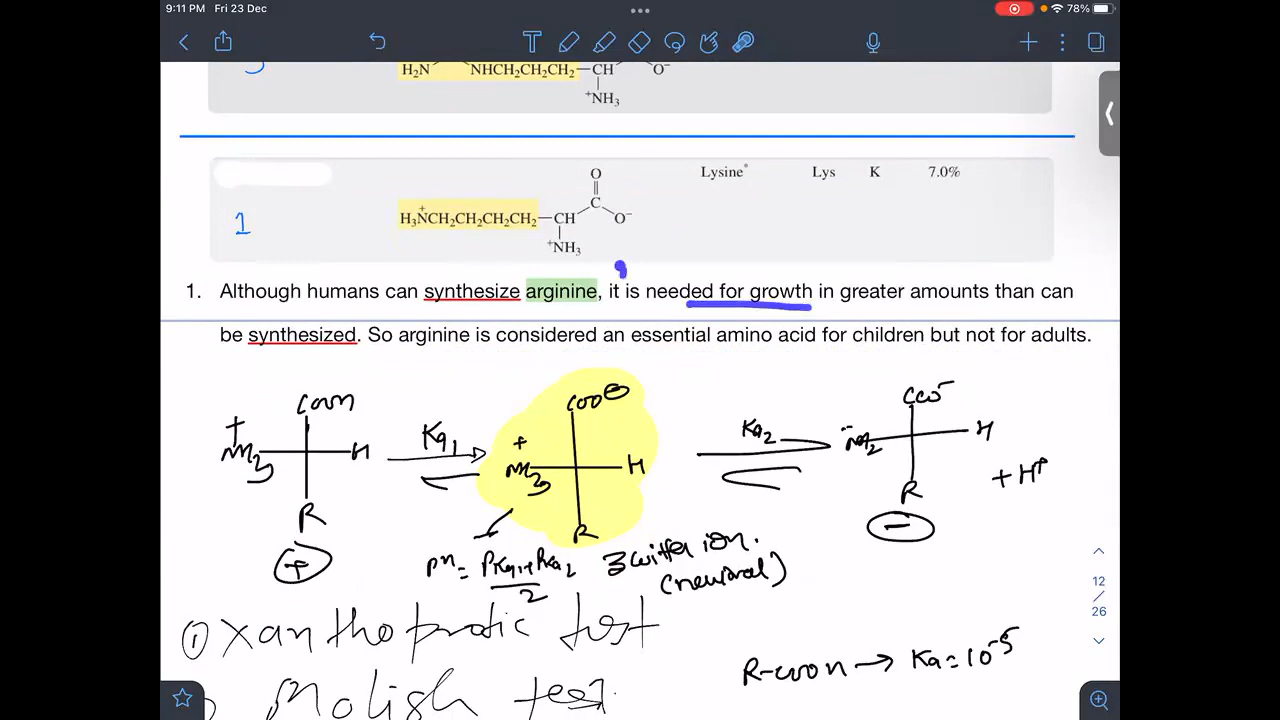 9:11 PM Fri 23 Dec
78%
H₂N NHCH₂CH₂CH₂—CH O⁻
⁺NH₃
O
Lysine* Lys K 7.0%
C
1 H₃N⁺CH₂CH₂CH₂CH₂—CH O⁻
⁺NH₃
1. Although humans can synthesize arginine, it is needed for growth in greater amounts than can
be synthesized. So arginine is considered an essential amino acid for children but not for adults.
COOH COO⊖ COO⁻
+ Ka₁ + Ka₂
NH₃ H NH₃ H NH₂ H
R R R + H⁺
+ −
pH = PKa₁+PKa₂ / 2 Zwitter ion.
(neutral)
12
/
26
① Xanthoprotic test
R-COOH → Ka = 10⁻⁵
Molish test.